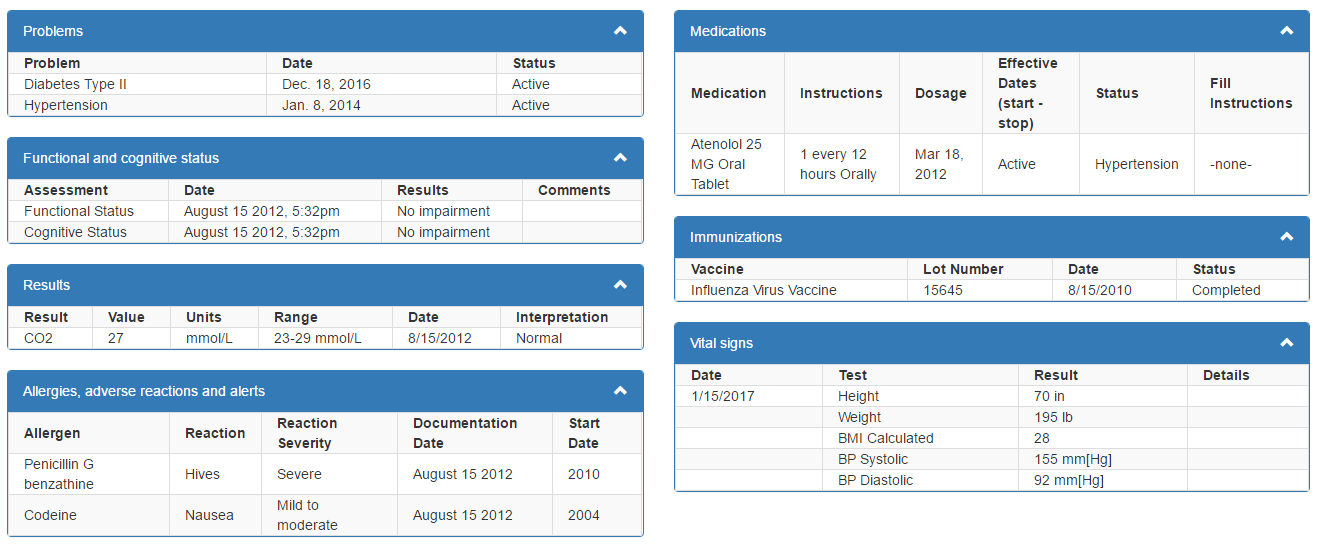 Problems
Problem Date Status
Diabetes Type II Dec. 18, 2016 Active
Hypertension Jan. 8, 2014 Active
Functional and cognitive status
Assessment Date Results Comments
Functional Status August 15 2012, 5:32pm No impairment
Cognitive Status August 15 2012, 5:32pm No impairment
Results
Result Value Units Range Date Interpretation
CO2 27 mmol/L 23-29 mmol/L 8/15/2012 Normal
Allergies, adverse reactions and alerts
Allergen Reaction Reaction Severity Documentation Date Start Date
Penicillin G benzathine Hives Severe August 15 2012 2010
Codeine Nausea Mild to moderate August 15 2012 2004
Medications
Medication Instructions Dosage Effective Dates (start - stop) Status Fill Instructions
Atenolol 25 MG Oral Tablet 1 every 12 hours Orally Mar 18, 2012 Active Hypertension -none-
Immunizations
Vaccine Lot Number Date Status
Influenza Virus Vaccine 15645 8/15/2010 Completed
Vital signs
Date Test Result Details
1/15/2017 Height 70 in
Weight 195 lb
BMI Calculated 28
BP Systolic 155 mm[Hg]
BP Diastolic 92 mm[Hg]